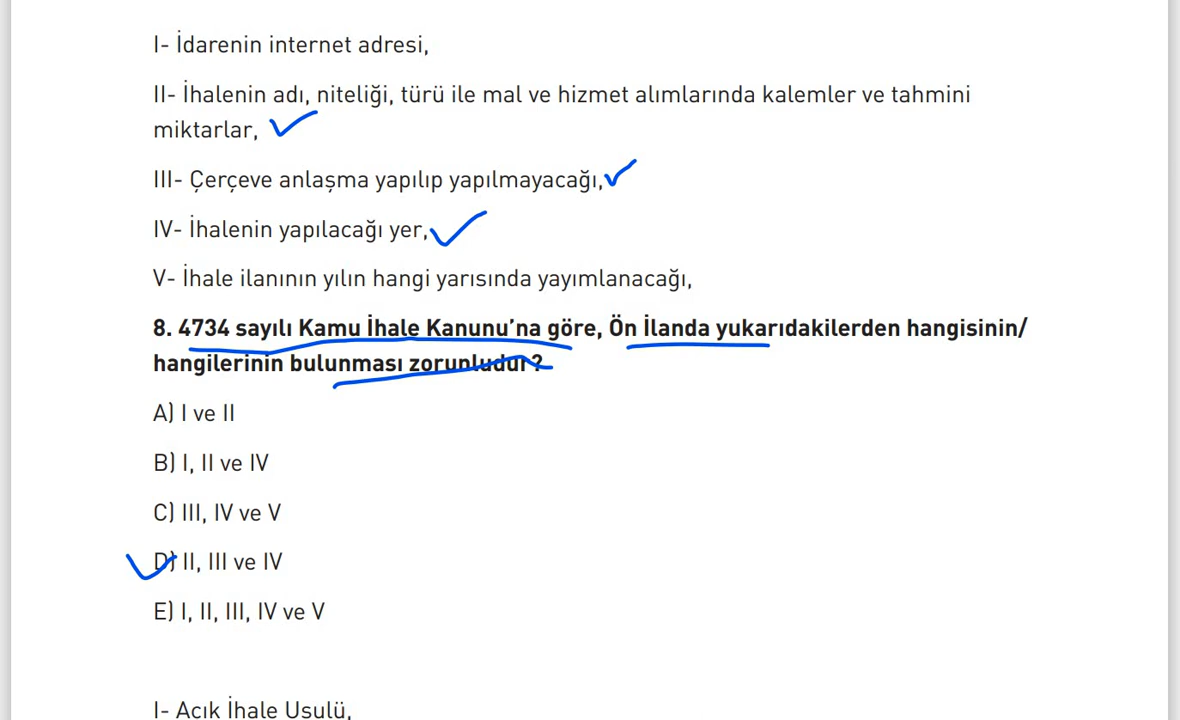 I- İdarenin internet adresi,
II- İhalenin adı, niteliği, türü ile mal ve hizmet alımlarında kalemler ve tahmini
miktarlar,
III- Çerçeve anlaşma yapılıp yapılmayacağı,
IV- İhalenin yapılacağı yer,
V- İhale ilanının yılın hangi yarısında yayımlanacağı,
8. 4734 sayılı Kamu İhale Kanunu’na göre, Ön İlanda yukarıdakilerden hangisinin/
hangilerinin bulunması zorunludur?
A) I ve II
B) I, II ve IV
C) III, IV ve V
D) II, III ve IV
E) I, II, III, IV ve V
I- Açık İhale Usulü,